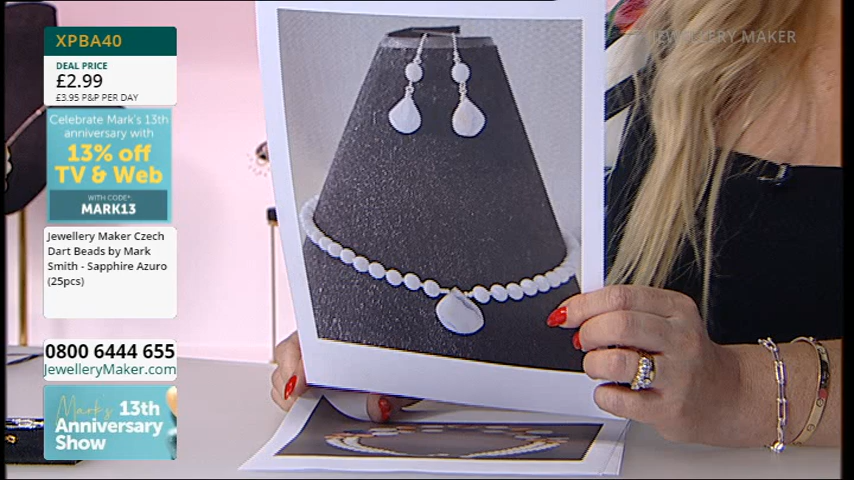 XPBA40
DEAL PRICE
£2.99
£3.95 P&P PER DAY
Celebrate Mark's 13th
anniversary with
13% off
TV & Web
WITH CODE*
MARK13
Jewellery Maker Czech
Dart Beads by Mark
Smith - Sapphire Azuro
(25pcs)
0800 6444 655
JewelleryMaker.com
Mark's 13th
Anniversary
Show
JEWELLERY MAKER